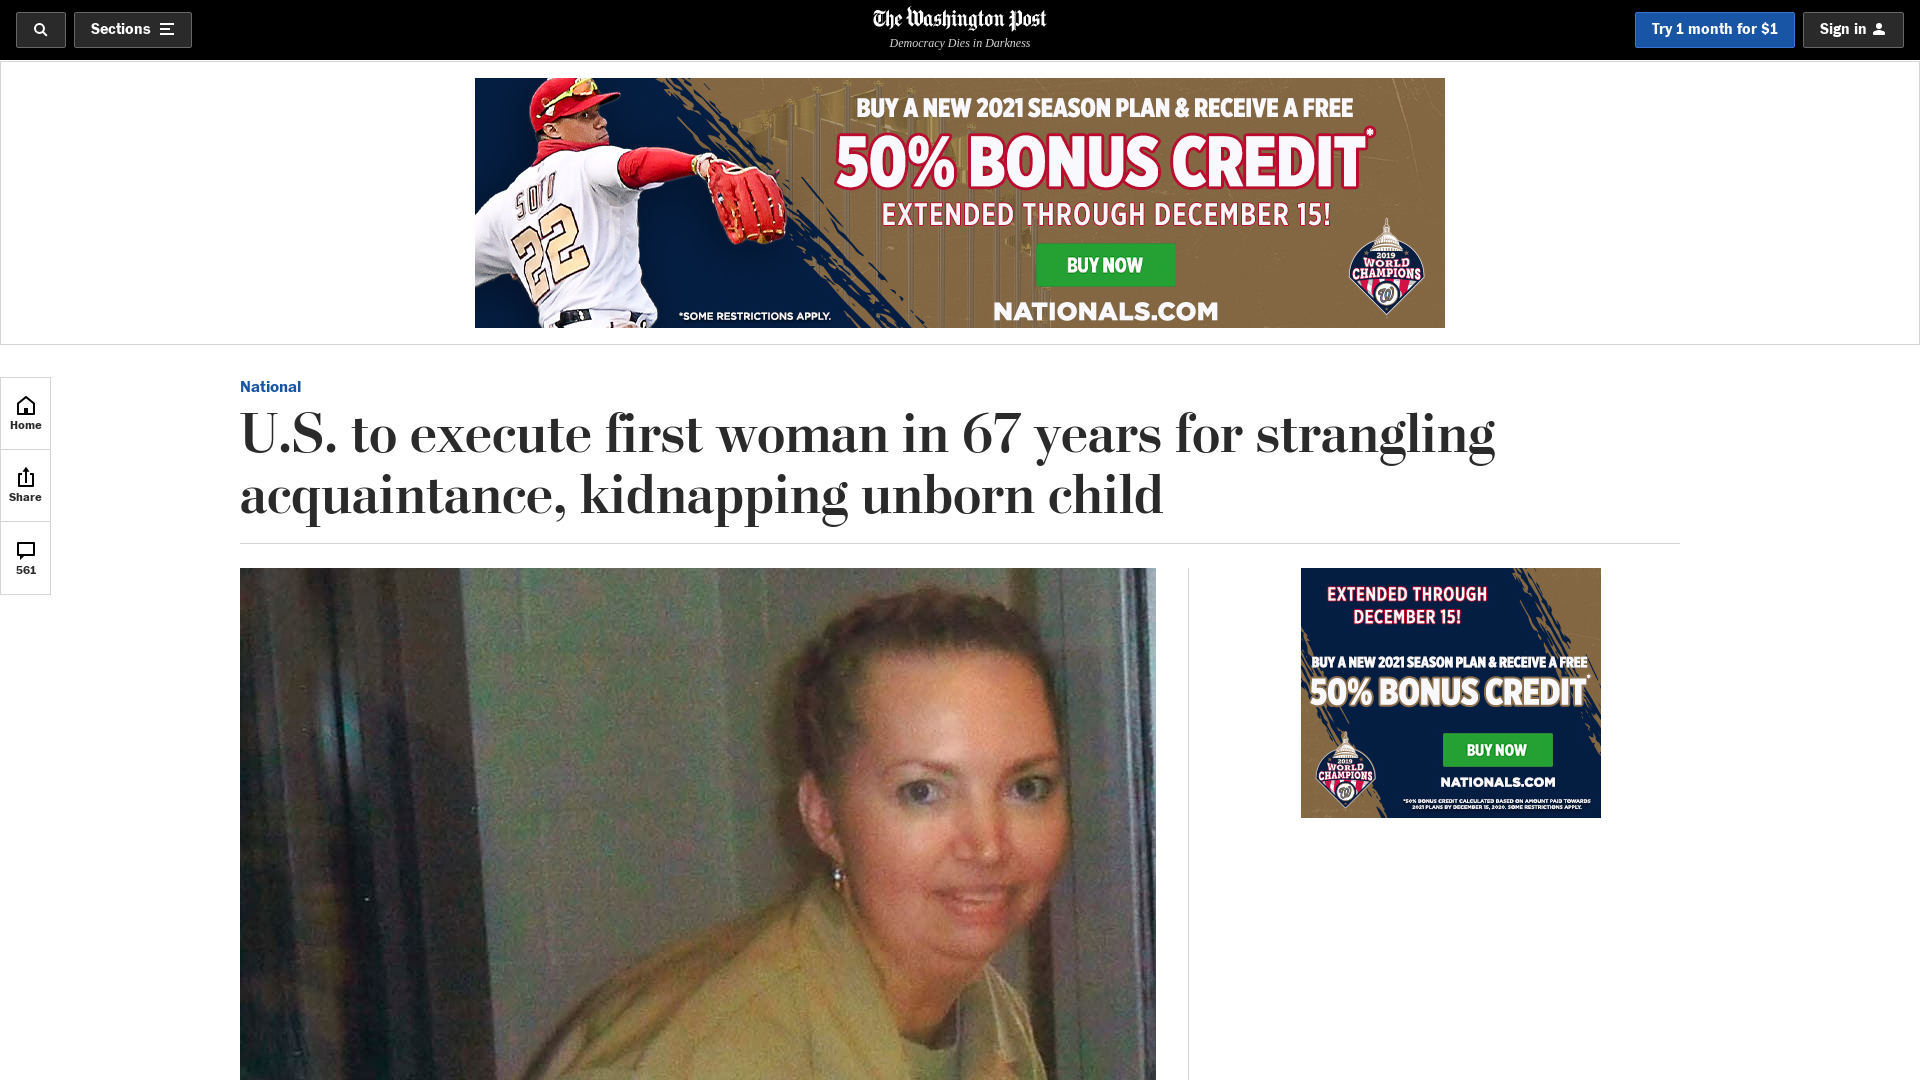 Sections
The Washington Post
Democracy Dies in Darkness
Try 1 month for $1
Sign in
BUY A NEW 2021 SEASON PLAN & RECEIVE A FREE
50% BONUS CREDIT*
EXTENDED THROUGH DECEMBER 15!
BUY NOW
NATIONALS.COM
*SOME RESTRICTIONS APPLY.
SOTO
22
2019
WORLD
CHAMPIONS
W
Home
Share
561
National
U.S. to execute first woman in 67 years for strangling
acquaintance, kidnapping unborn child
EXTENDED THROUGH
DECEMBER 15!
BUY A NEW 2021 SEASON PLAN & RECEIVE A FREE
50% BONUS CREDIT*
BUY NOW
NATIONALS.COM
2019
WORLD
CHAMPIONS
W
*50% BONUS CREDIT CALCULATED BASED ON AMOUNT PAID TOWARDS
2021 PLANS BY DECEMBER 15, 2020. SOME RESTRICTIONS APPLY.